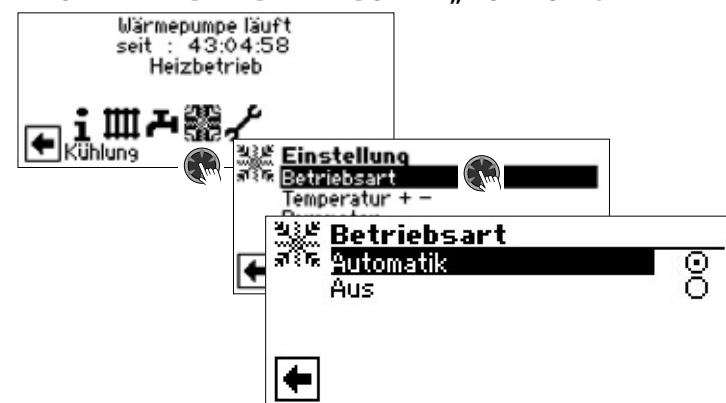 Wärmepumpe läuft
seit : 43:04:58
Heizbetrieb
Kühlung
Einstellung
Betriebsart
Temperatur + -
Betriebsart
Automatik
Aus